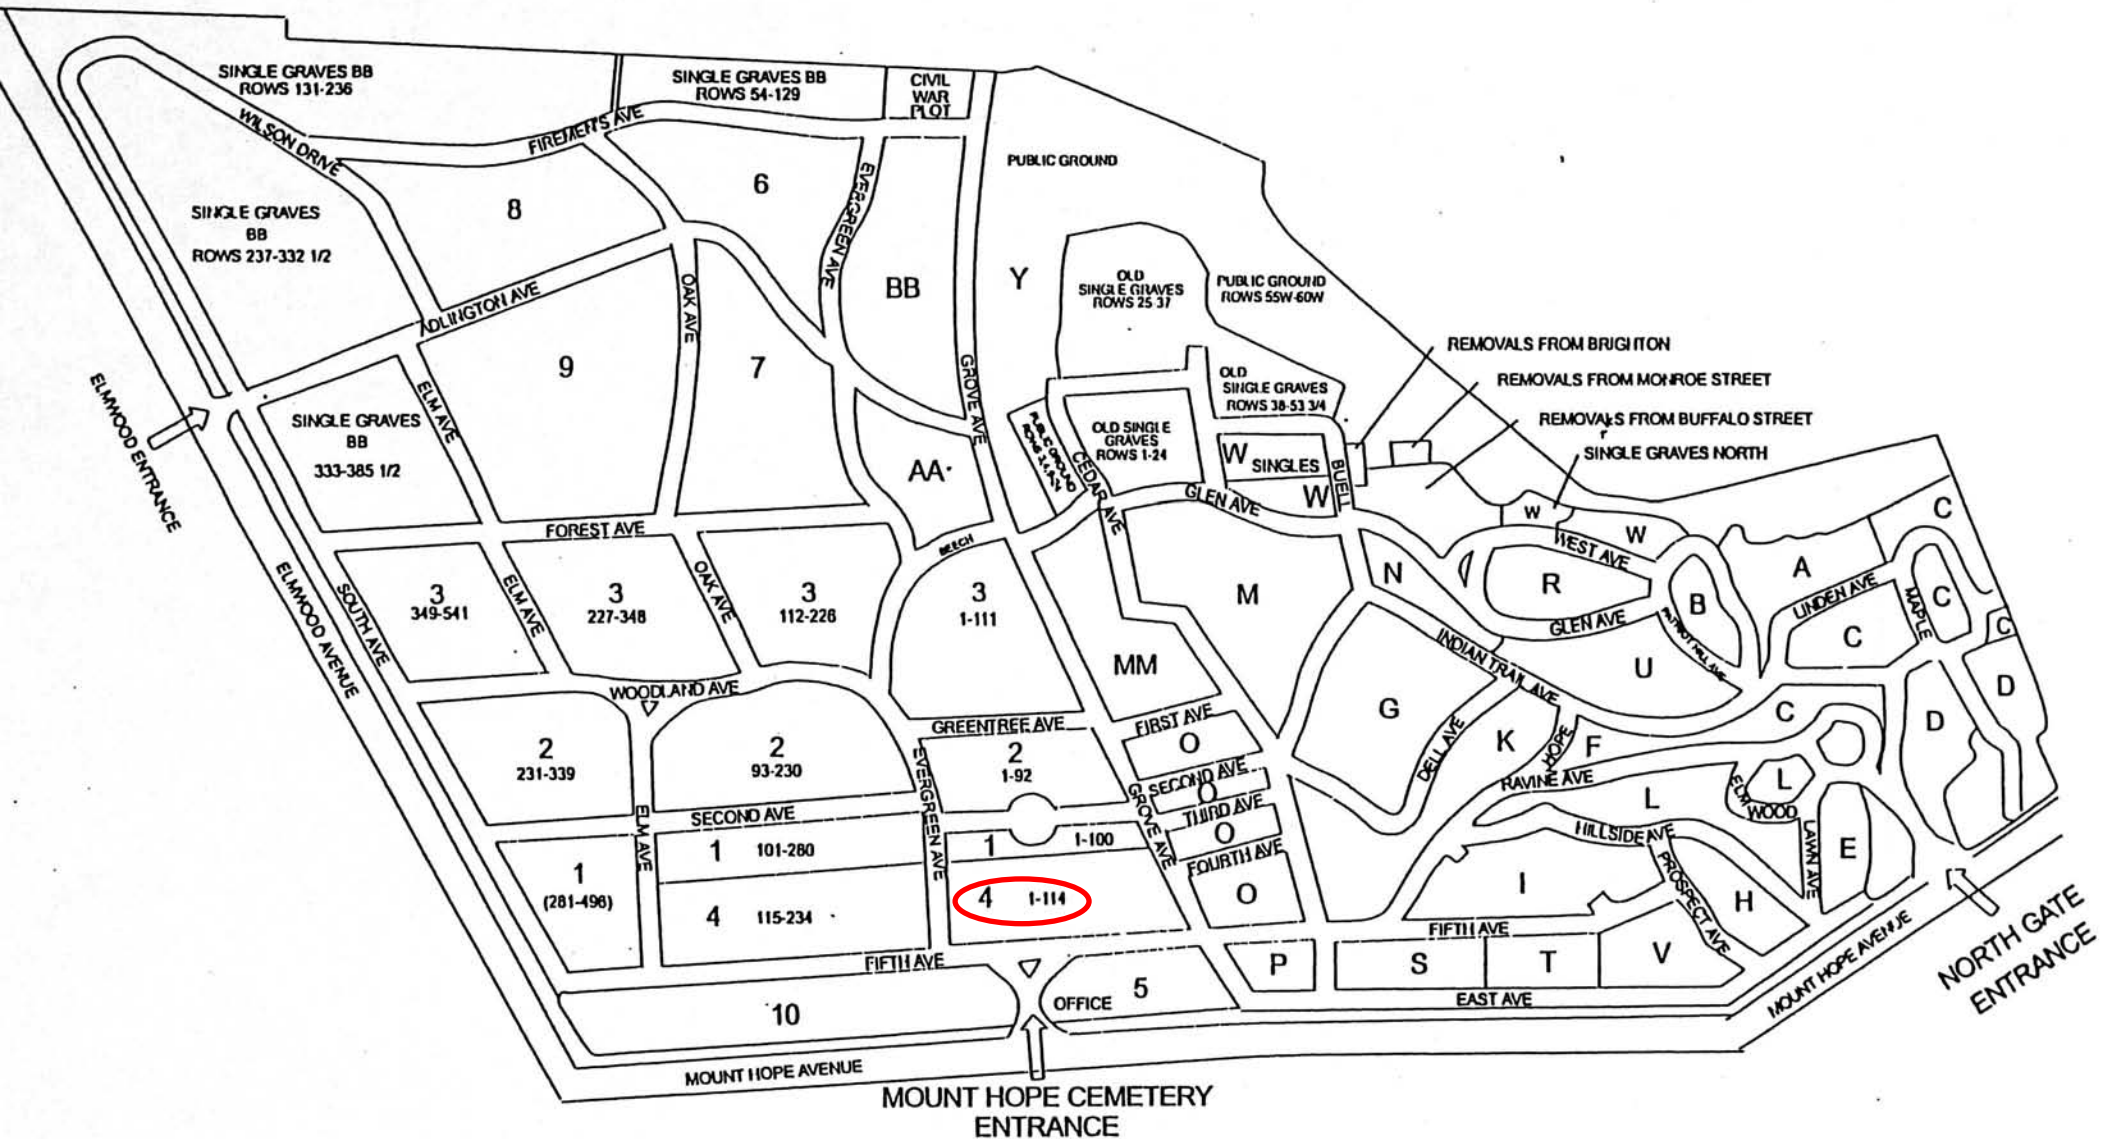 SINGLE GRAVES BB
ROWS 131-236
SINGLE GRAVES BB
ROWS 54-129
CIVIL
WAR
PLOT
WILSON DRIVE
FIREMEN'S AVE
PUBLIC GROUND
6
8
EVERGREEN AVE
SINGLE GRAVES
BB
ROWS 237-332 1/2
BB
Y
OLD
SINGLE GRAVES
ROWS 25 37
PUBLIC GROUND
ROWS 55W-60W
ADLINGTON AVE
OAK AVE
9
7
GROVE AVE
REMOVALS FROM BRIGHTON
REMOVALS FROM MONROE STREET
REMOVALS FROM BUFFALO STREET
SINGLE GRAVES NORTH
OLD
SINGLE GRAVES
ROWS 38-53 3/4
ELMWOOD ENTRANCE
ELM AVE
SINGLE GRAVES
BB
333-385 1/2
PUBLIC GROUND
CEDAR AVE
OLD SINGLE
GRAVES
ROWS 1-24
W SINGLES
W
BUELL
AA
GLEN AVE
W
W
WEST AVE
C
FOREST AVE
BEECH
ELMWOOD AVENUE
SOUTH AVE
3
349-541
ELM AVE
3
227-348
OAK AVE
3
112-226
3
1-111
M
N
R
B
A
LINDEN AVE
MAPLE
C
C
C
GLEN AVE
INDIAN TRAIL AVE
U
MM
WOODLAND AVE
GREENTREE AVE
FIRST AVE
O
G
DELL AVE
K
HOPE
F
C
D
D
2
231-339
2
93-230
EVERGREEN AVE
2
1-92
GROVE AVE
SECOND AVE
O
THIRD AVE
O
FOURTH AVE
O
RAVINE AVE
L
ELM
WOOD
L
LAWN AVE
E
SECOND AVE
ELM AVE
1
(281-496)
1 101-280
4 115-234
1 1-100
4 1-114
HILLSIDE AVE
PROSPECT AVE
I
H
FIFTH AVE
FIFTH AVE
P
S
T
V
EAST AVE
10
OFFICE
5
MOUNT HOPE AVENUE
MOUNT HOPE AVENUE
NORTH GATE
ENTRANCE
MOUNT HOPE CEMETERY
ENTRANCE